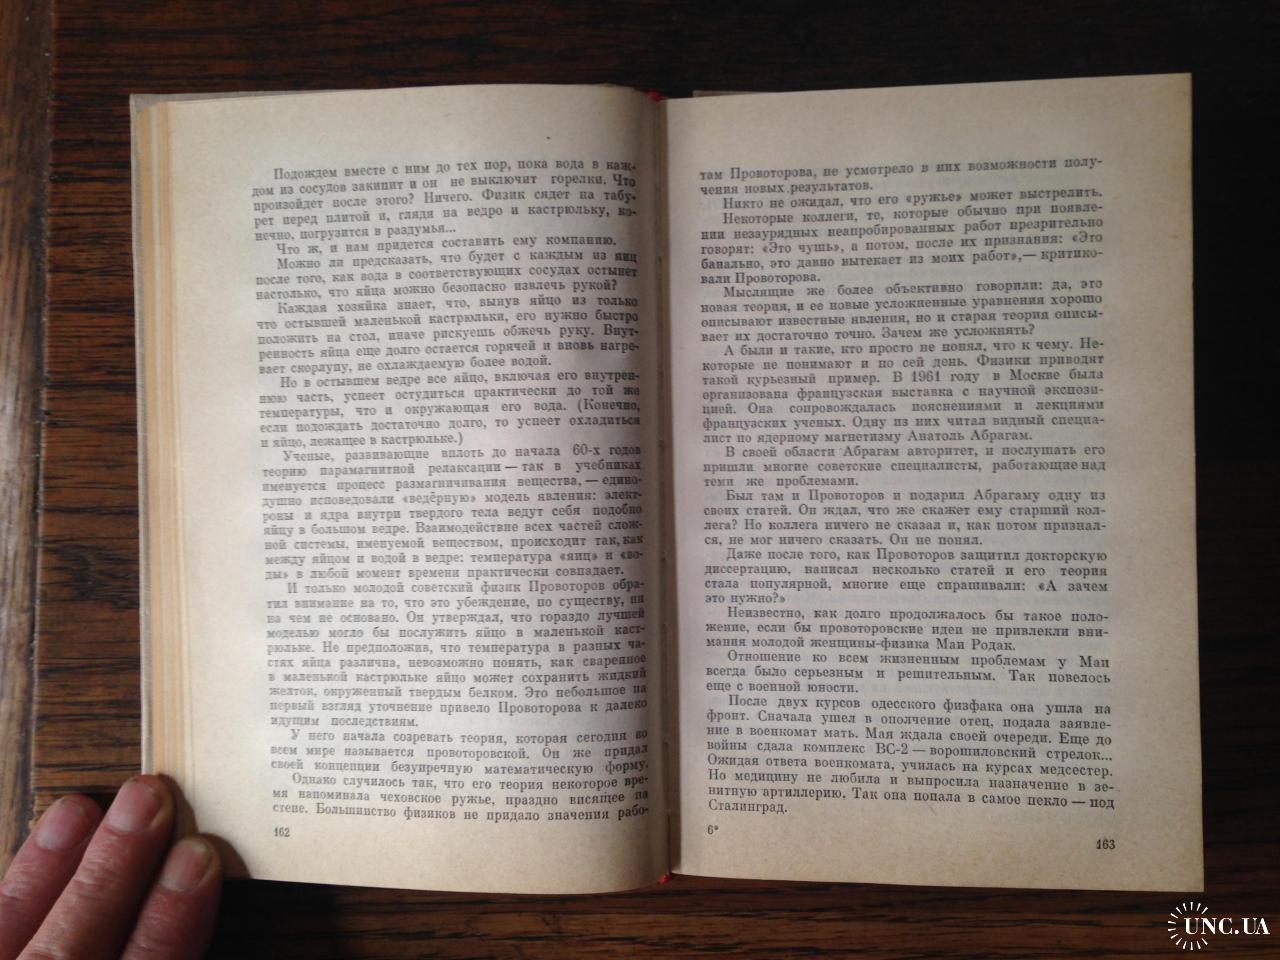 Подождем вместе с ним до тех пор, пока вода в каж-
дом из сосудов закипит и он не выключит горелки. Что
произойдет после этого? Ничего. Физик сядет на табу-
рет перед плитой и, глядя на ведро и кастрюльку, ко-
нечно, погрузится в раздумья...
Что ж, и нам придется составить ему компанию.
Можно ли предсказать, что будет с каждым из яиц
после того, как вода в соответствующих сосудах остынет
настолько, что яйца можно безопасно извлечь рукой?
Каждая хозяйка знает, что, вынув яйцо из только
что остывшей маленькой кастрюльки, его нужно быстро
положить на стол, иначе рискуешь обжечь руку. Внут-
ренность яйца еще долго остается горячей и вновь нагре-
вает скорлупу, не охлаждаемую более водой.
Но в остывшем ведре все яйцо, включая его внутрен-
нюю часть, успеет остудиться практически до той же
температуры, что и окружающая его вода. (Конечно,
если подождать достаточно долго, то успеет охладиться
и яйцо, лежащее в кастрюльке.)
Ученые, развивающие вплоть до начала 60-х годов
теорию парамагнитной релаксации — так в учебниках
именуется процесс размагничивания вещества, — едино-
душно исповедовали «ведёрную» модель явления: элект-
роны и ядра внутри твердого тела ведут себя подобно
яйцу в большом ведре. Взаимодействие всех частей слож-
ной системы, именуемой веществом, происходит так, как
между яйцом и водой в ведре: температура «яиц» и «во-
ды» в любой момент времени практически совпадает.
И только молодой советский физик Провоторов обра-
тил внимание на то, что это убеждение, по существу, ни
на чем не основано. Он утверждал, что гораздо лучшей
моделью могло бы послужить яйцо в маленькой каст-
рюльке. Не предположив, что температура в разных ча-
стях яйца различна, невозможно понять, как сваренное
в маленькой кастрюльке яйцо может сохранить жидкий
желток, окруженный твердым белком. Это небольшое на
первый взгляд уточнение привело Провоторова к далеко
идущим последствиям.
У него начала созревать теория, которая сегодня во
всем мире называется провоторовской. Он же придал
своей концепции безупречную математическую форму.
Однако случилось так, что его теория некоторое вре-
мя напоминала чеховское ружье, праздно висящее на
стене. Большинство физиков не придало значения рабо-
162
там Провоторова, не усмотрело в них возможности полу-
чения новых результатов.
Никто не ожидал, что его «ружье» может выстрелить.
Некоторые коллеги, те, которые обычно при появле-
нии незаурядных неапробированных работ презрительно
говорят: «Это чушь», а потом, после их признания: «Это
банально, это давно вытекает из моих работ», — критико-
вали Провоторова.
Мыслящие же более объективно говорили: да, это
новая теория, и ее новые усложненные уравнения хорошо
описывают известные явления, но и старая теория описы-
вает их достаточно точно. Зачем же усложнять?
А были и такие, кто просто не понял, что к чему. Не-
которые не понимают и по сей день. Физики приводят
такой курьезный пример. В 1961 году в Москве была
организована французская выставка с научной экспози-
цией. Она сопровождалась пояснениями и лекциями
французских ученых. Одну из них читал видный специа-
лист по ядерному магнетизму Анатоль Абрагам.
В своей области Абрагам авторитет, и послушать его
пришли многие советские специалисты, работающие над
теми же проблемами.
Был там и Провоторов и подарил Абрагаму одну из
своих статей. Он ждал, что же скажет ему старший кол-
лега? Но коллега ничего не сказал и, как потом признал-
ся, не мог ничего сказать. Он не понял.
Даже после того, как Провоторов защитил докторскую
диссертацию, написал несколько статей и его теория
стала популярной, многие еще спрашивали: «А зачем
это нужно?»
Неизвестно, как долго продолжалось бы такое поло-
жение, если бы провоторовские идеи не привлекли вни-
мания молодой женщины-физика Маи Родак.
Отношение ко всем жизненным проблемам у Маи
всегда было серьезным и решительным. Так повелось
еще с военной юности.
После двух курсов одесского физфака она ушла на
фронт. Сначала ушел в ополчение отец, подала заявле-
ние в военкомат мать. Мая ждала своей очереди. Еще до
войны сдала комплекс ВС-2 — ворошиловский стрелок...
Ожидая ответа военкомата, училась на курсах медсестер.
Но медицину не любила и выпросила назначение в зе-
нитную артиллерию. Так она попала в самое пекло — под
Сталинград.
6*
163
UNC.UA